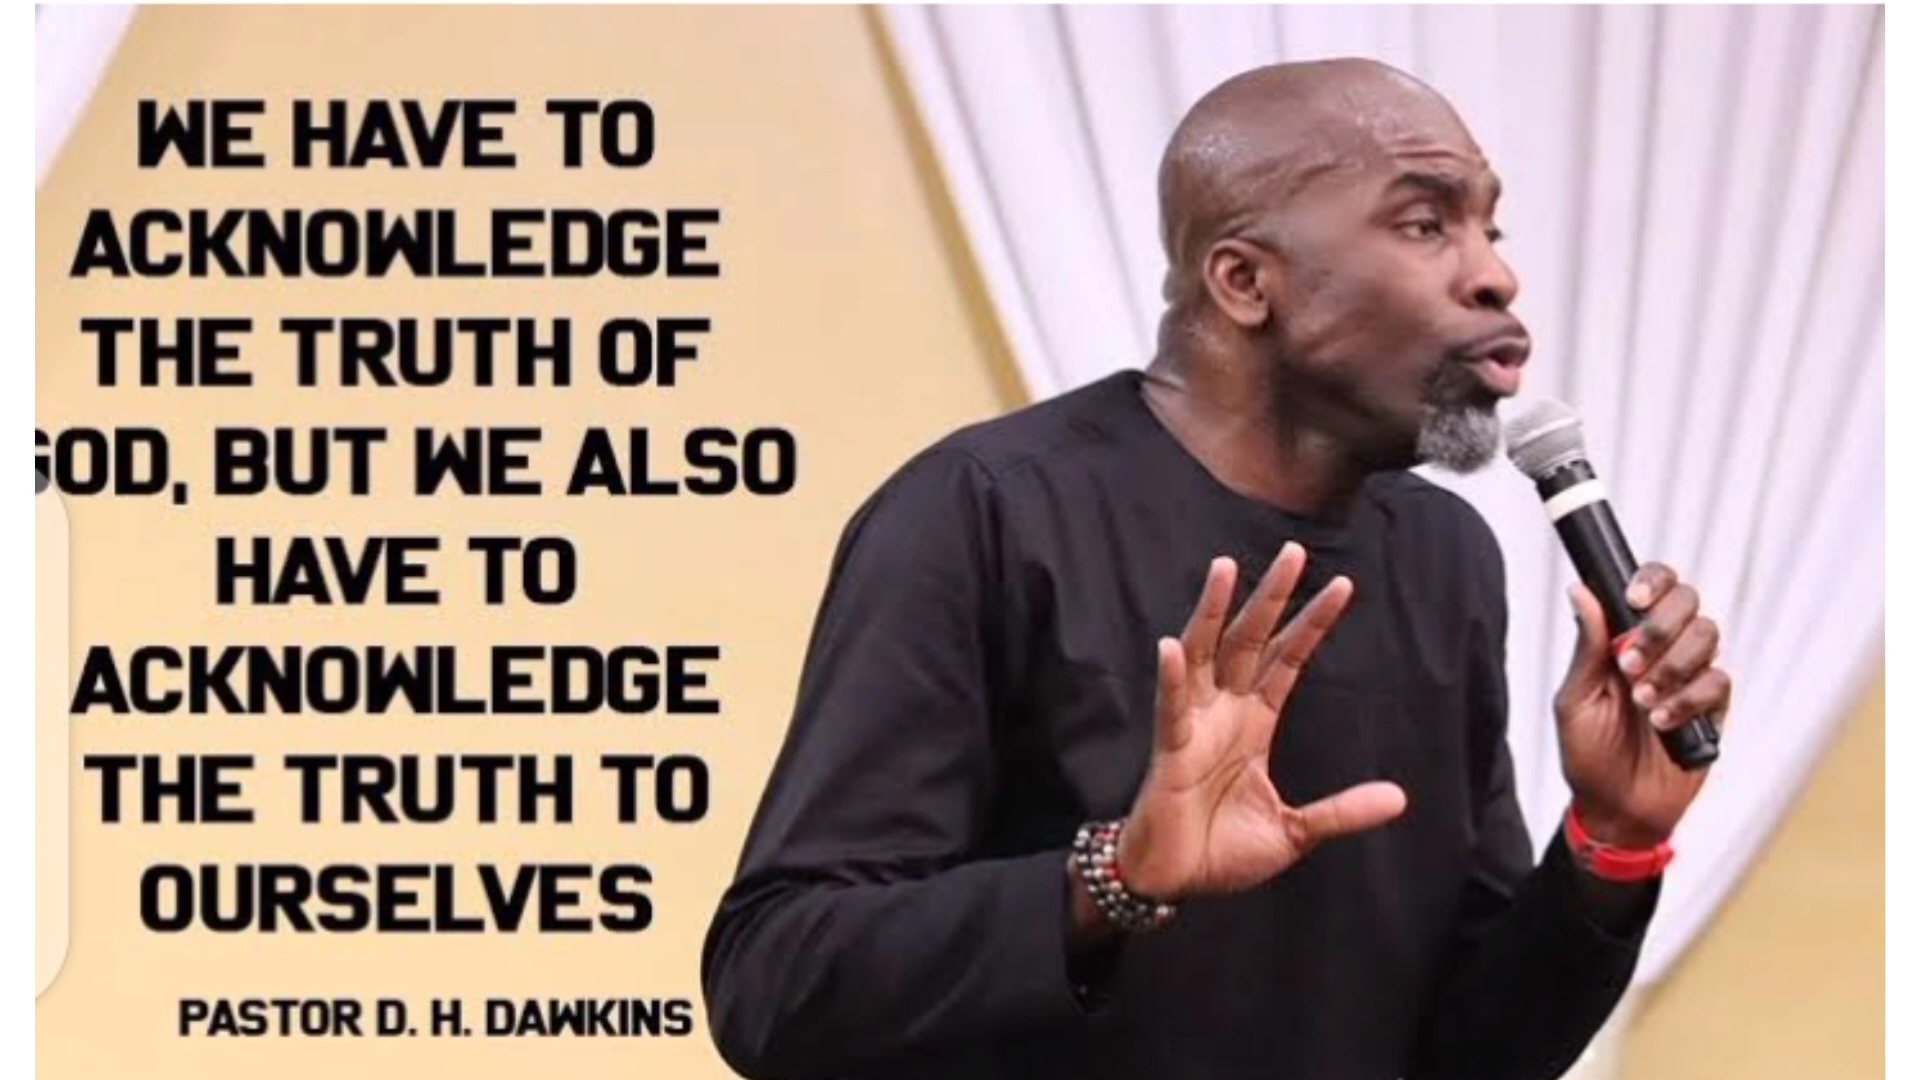 WE HAVE TO
ACKNOWLEDGE
THE TRUTH OF
GOD, BUT WE ALSO
HAVE TO
ACKNOWLEDGE
THE TRUTH TO
OURSELVES
PASTOR D. H. DAWKINS